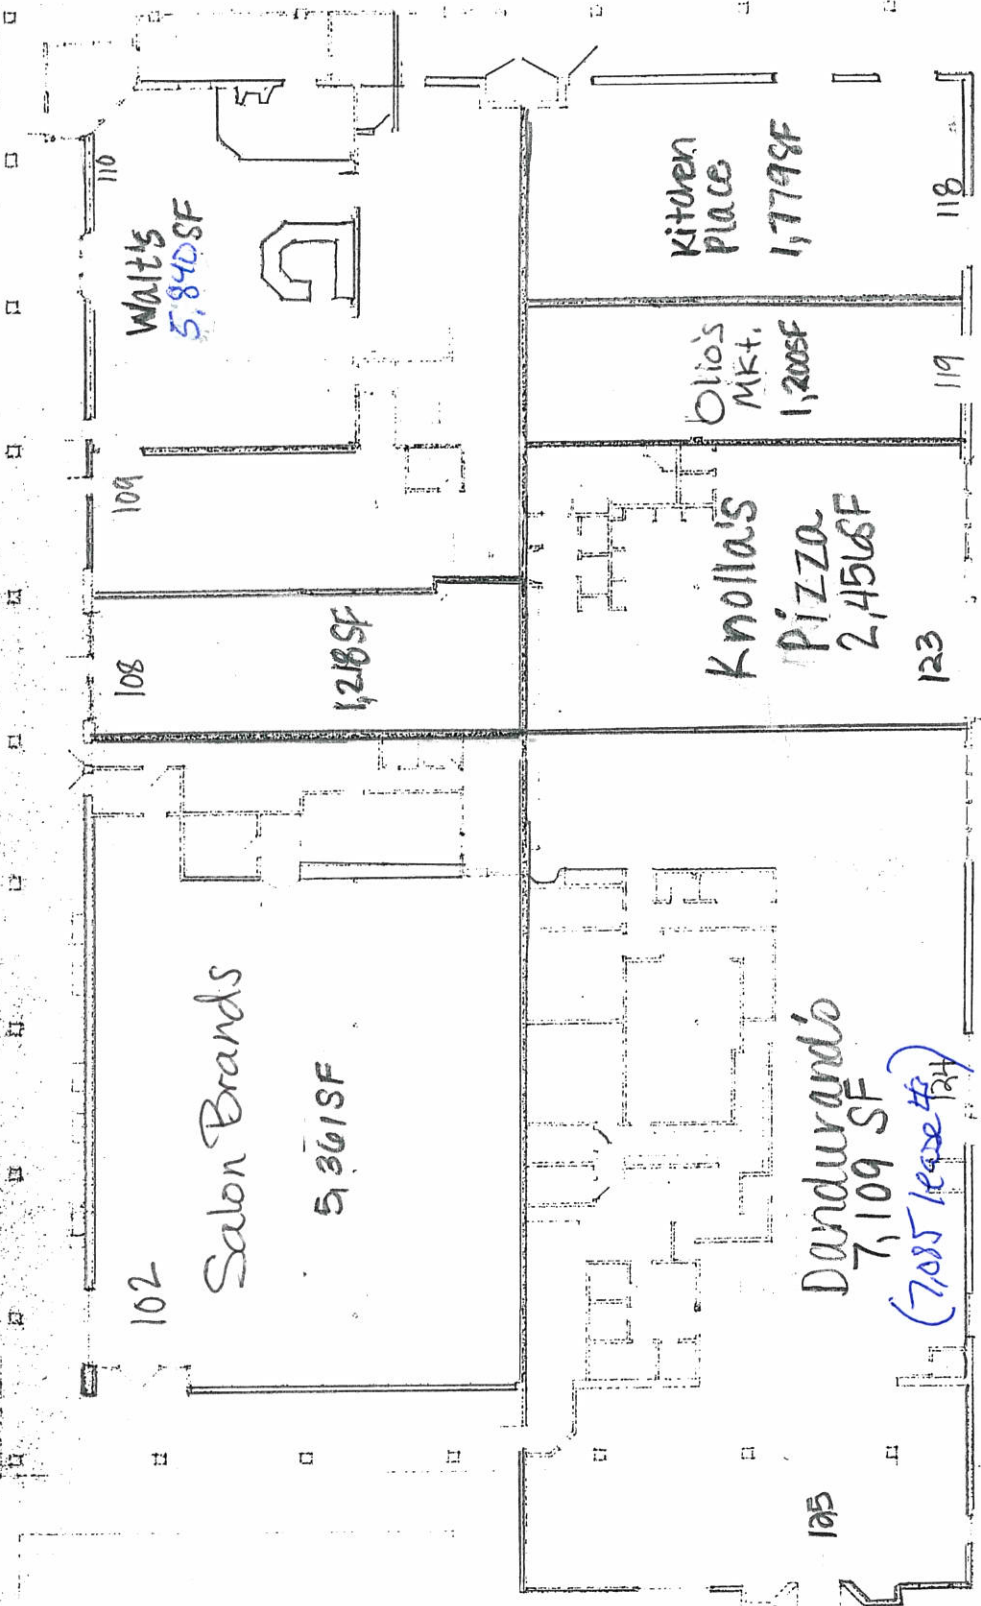 102
Salon Brands
5,361SF
108
1,218SF
109
110
Walt's
5,840SF
125
Dandurand's
7,109 SF
(7,085 lease #)
124
Knolla's
Pizza
2,456SF
123
Olio's
MKt.
1,200SF
119
Kitchen
Place
1,779SF
118